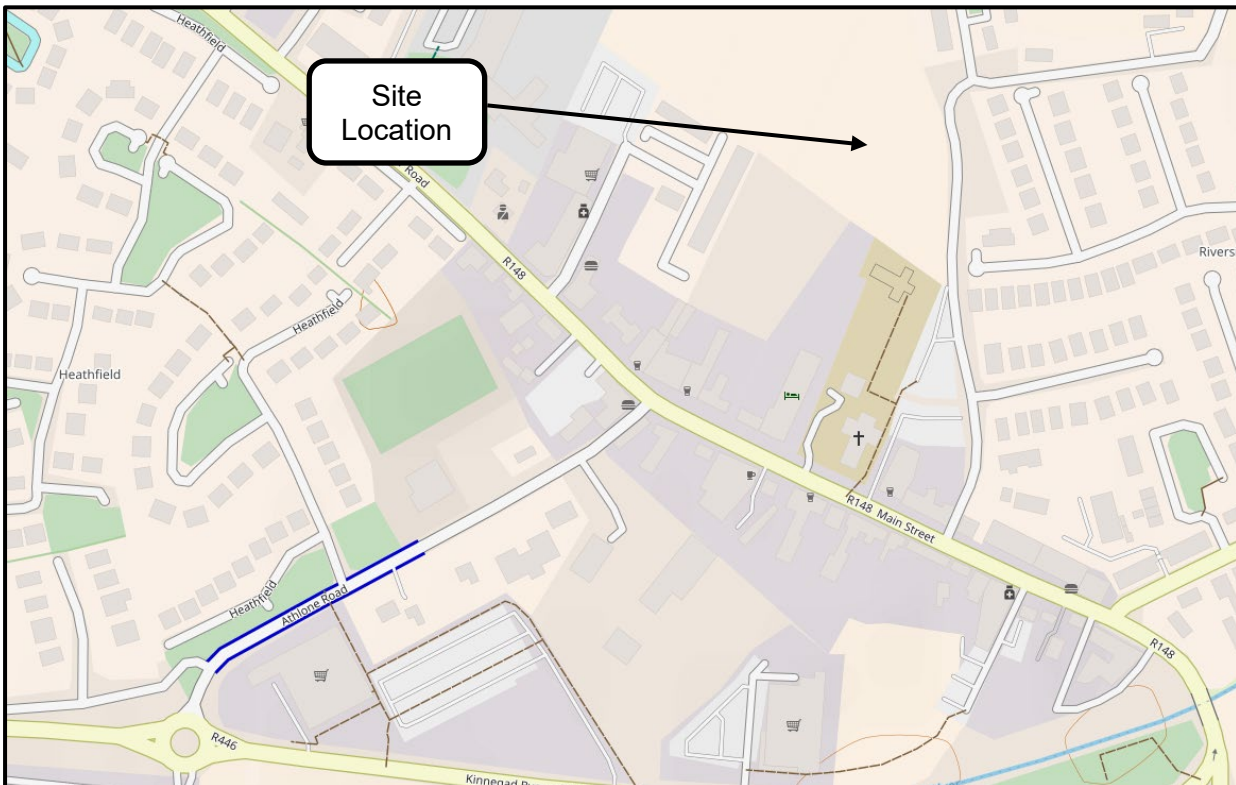 Heathfield
Site
Location
Road
R148
Rivers
Heathfield
Heathfield
R148 Main Street
Heathfield
Athlone Road
R148
R446
Kinnegad